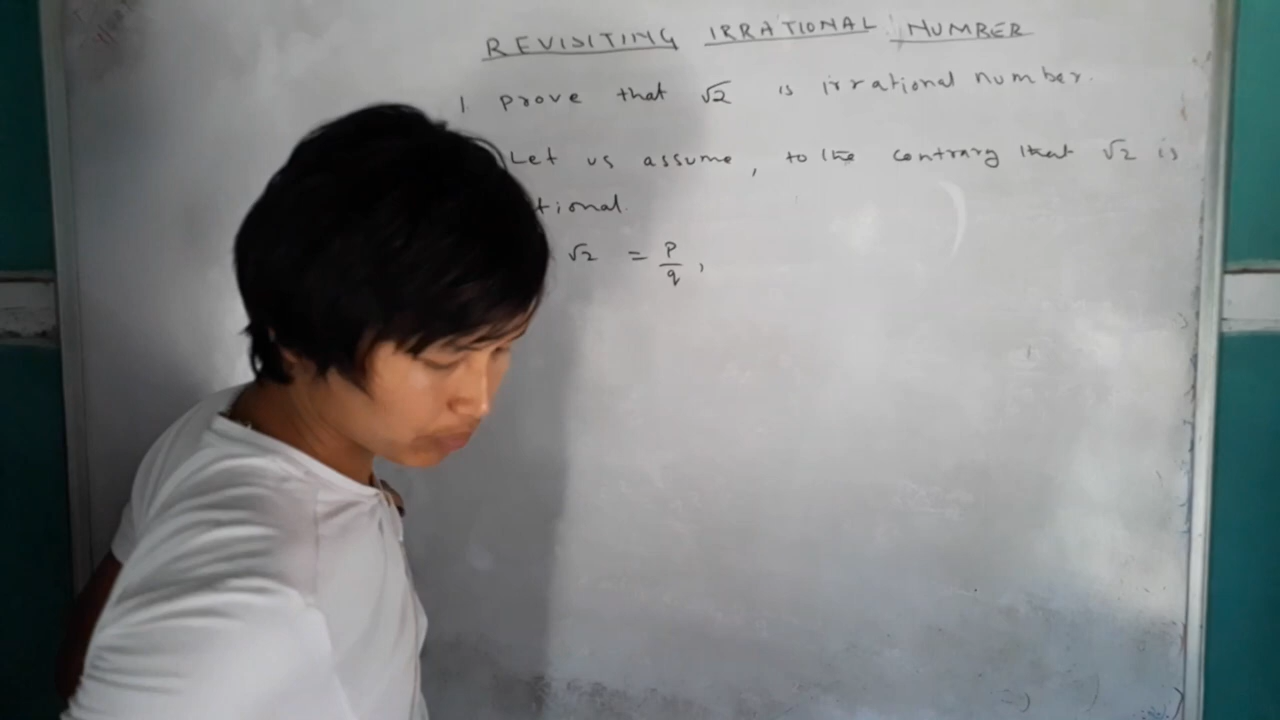 REVISITING IRRATIONAL NUMBER
1 prove that √2 is irrational number.
Let us assume, to the contrary that √2 is
tional.
√2 = p/q,